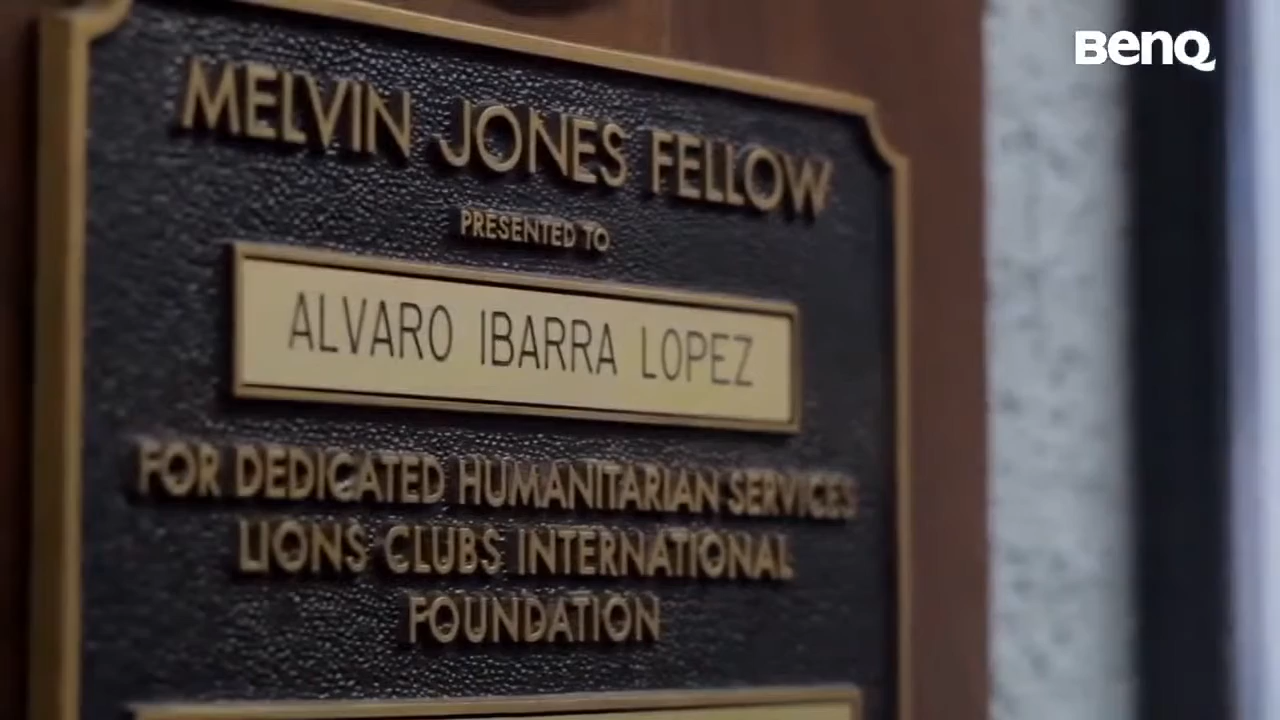 BenQ
MELVIN JONES FELLOW
PRESENTED TO
ALVARO IBARRA LOPEZ
FOR DEDICATED HUMANITARIAN SERVICES
LIONS CLUBS INTERNATIONAL
FOUNDATION